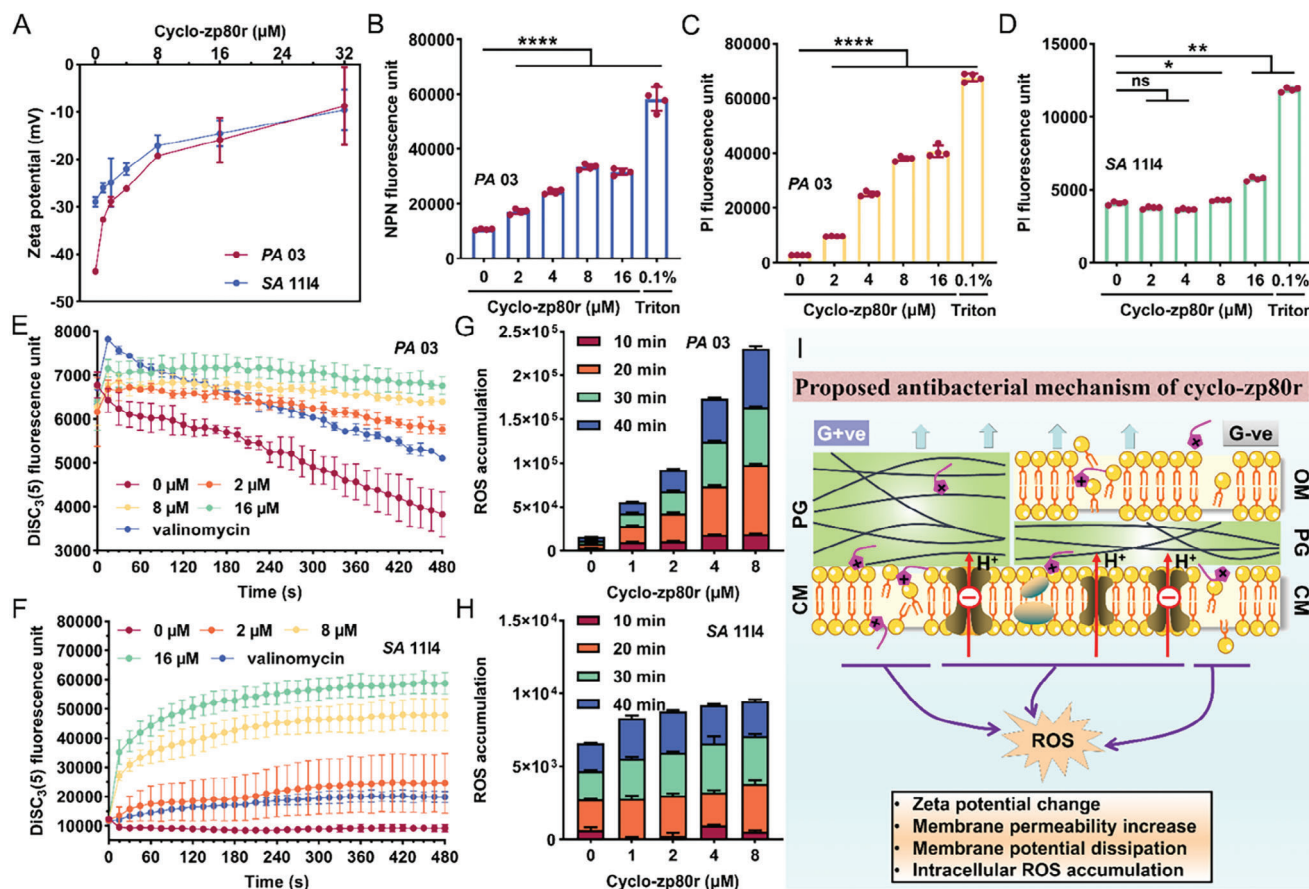 A
Cyclo-zp80r (μM)
0 8 16 24 32
Zeta potential (mV)
0
-10
-20
-30
-40
-50
PA 03
SA 1114
B
NPN fluorescence unit
80000
60000
40000
20000
0
****
PA 03
0 2 4 8 16 0.1%
Cyclo-zp80r (μM) Triton
C
PI fluorescence unit
80000
60000
40000
20000
0
****
PA 03
0 2 4 8 16 0.1%
Cyclo-zp80r (μM) Triton
D
PI fluorescence unit
15000
10000
5000
0
**
*
ns
SA 1114
0 2 4 8 16 0.1%
Cyclo-zp80r (μM) Triton
E
DiSC3(5) fluorescence unit
8000
7000
6000
5000
4000
3000
PA 03
0 μM 2 μM
8 μM 16 μM
valinomycin
0 60 120 180 240 300 360 420 480
Time (s)
F
DiSC3(5) fluorescence unit
80000
70000
60000
50000
40000
30000
20000
10000
0 μM 2 μM 8 μM
16 μM valinomycin
SA 1114
0 60 120 180 240 300 360 420 480
Time (s)
G
ROS accumulation
2.5×10⁵
2.0×10⁵
1.5×10⁵
1×10⁵
5×10⁴
0
10 min
20 min
30 min
40 min
PA 03
0 1 2 4 8
Cyclo-zp80r (μM)
H
ROS accumulation
1.5×10⁴
1×10⁴
5×10³
0
10 min
20 min
30 min
40 min
SA 1114
0 1 2 4 8
Cyclo-zp80r (μM)
I
Proposed antibacterial mechanism of cyclo-zp80r
G+ve
G-ve
PG
CM
OM
PG
CM
H⁺
H⁺
H⁺
ROS
• Zeta potential change
• Membrane permeability increase
• Membrane potential dissipation
• Intracellular ROS accumulation